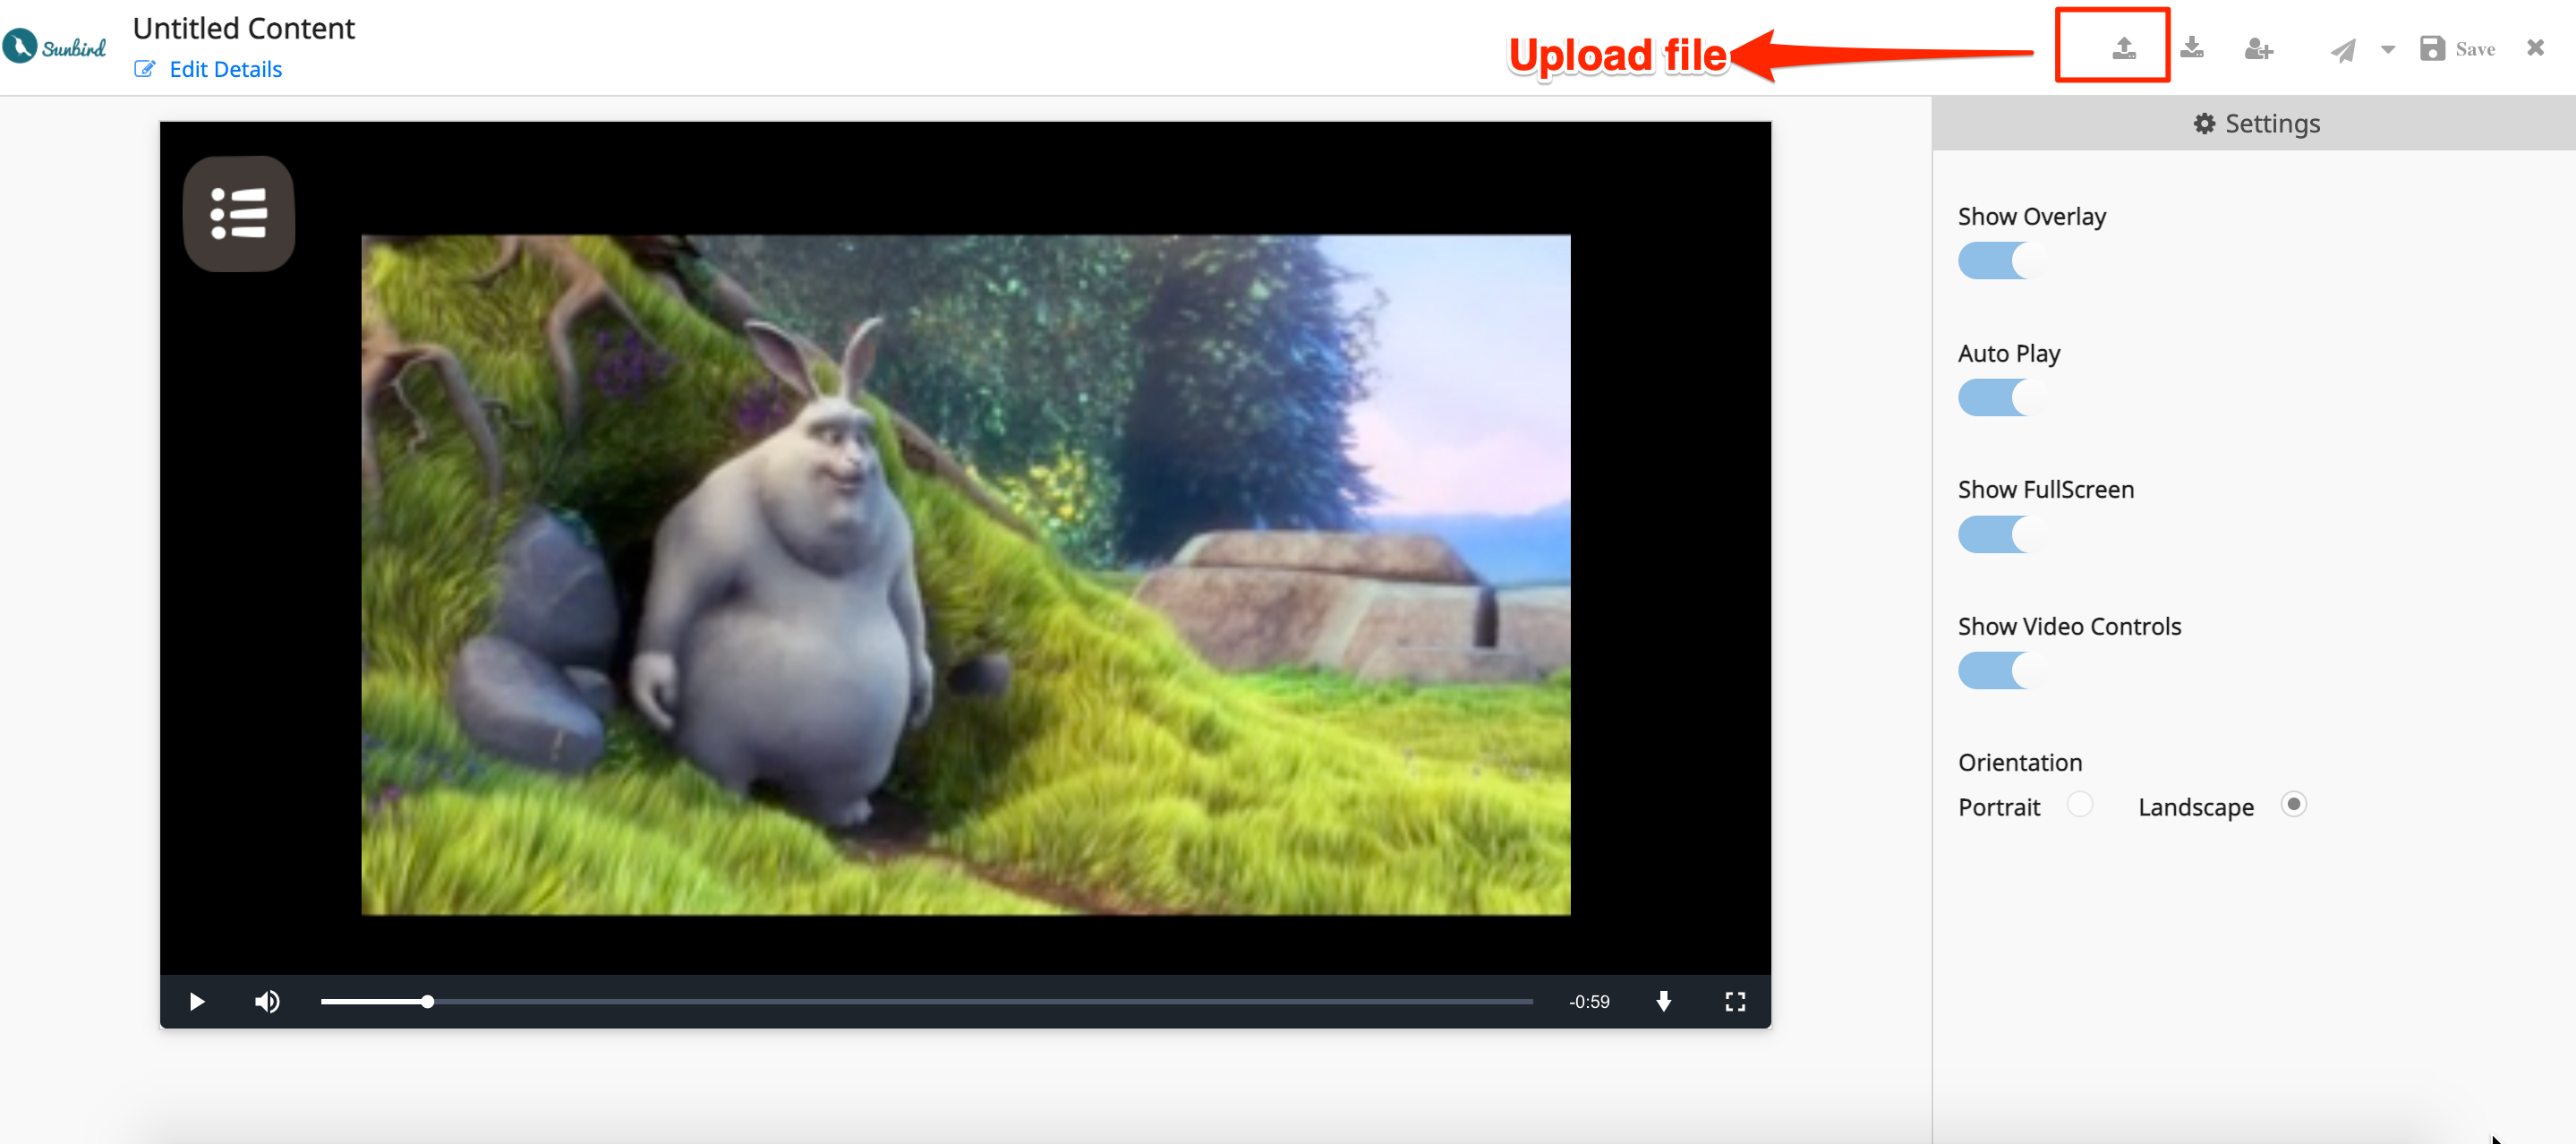 Sunbird
Untitled Content
Edit Details
Upload file
Save
Settings
Show Overlay
Auto Play
Show FullScreen
Show Video Controls
Orientation
Portrait Landscape
-0:59